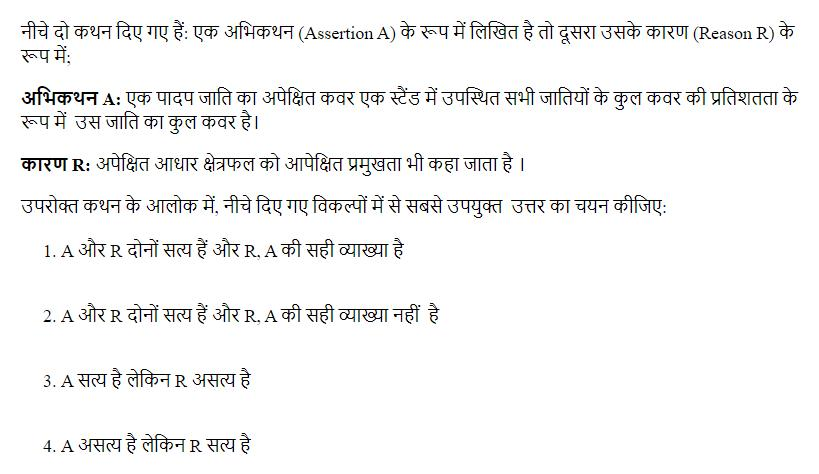 नीचे दो कथन दिए गए हैं: एक अभिकथन (Assertion A) के रूप में लिखित है तो दूसरा उसके कारण (Reason R) के
रूप में;
अभिकथन A: एक पादप जाति का अपेक्षित कवर एक स्टैंड में उपस्थित सभी जातियों के कुल कवर की प्रतिशतता के
रूप में उस जाति का कुल कवर है।
कारण R: अपेक्षित आधार क्षेत्रफल को आपेक्षित प्रमुखता भी कहा जाता है ।
उपरोक्त कथन के आलोक में, नीचे दिए गए विकल्पों में से सबसे उपयुक्त उत्तर का चयन कीजिए:
1. A और R दोनों सत्य हैं और R, A की सही व्याख्या है
2. A और R दोनों सत्य हैं और R, A की सही व्याख्या नहीं है
3. A सत्य है लेकिन R असत्य है
4. A असत्य है लेकिन R सत्य है